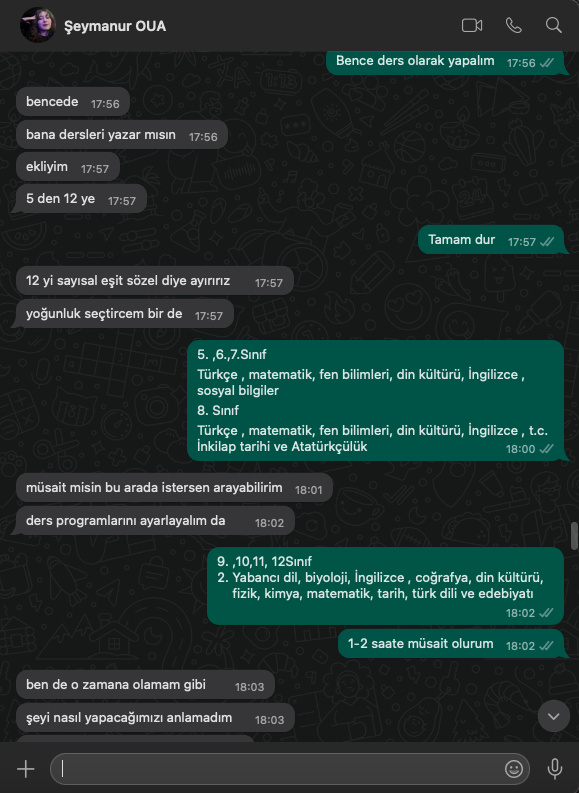 Şeymanur OUA
Bence ders olarak yapalım 17:56
bencede 17:56
bana dersleri yazar mısın 17:56
ekliyim 17:57
5 den 12 ye 17:57
Tamam dur 17:57
12 yi sayısal eşit sözel diye ayırırız 17:57
yoğunluk seçtircem bir de 17:57
5. ,6.,7.Sınıf
Türkçe , matematik, fen bilimleri, din kültürü, İngilizce ,
sosyal bilgiler
8. Sınıf
Türkçe , matematik, fen bilimleri, din kültürü, İngilizce , t.c.
İnkilap tarihi ve Atatürkçülük 18:00
müsait misin bu arada istersen arayabilirim 18:01
ders programlarını ayarlayalım da 18:02
9. ,10,11, 12Sınıf
2. Yabancı dil, biyoloji, İngilizce , coğrafya, din kültürü,
fizik, kimya, matematik, tarih, türk dili ve edebiyatı
18:02
1-2 saate müsait olurum 18:02
ben de o zamana olamam gibi 18:03
şeyi nasıl yapacağımızı anlamadım 18:03